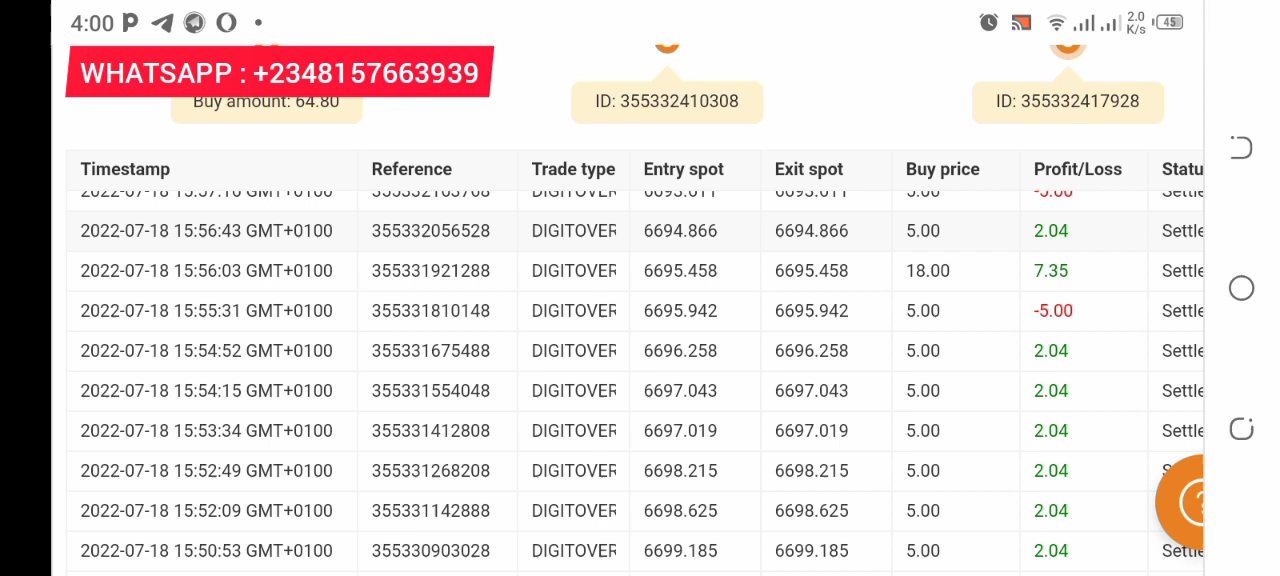 4:00
2.0 K/s 45
WHATSAPP : +2348157663939
Buy amount: 64.80
ID: 355332410308
ID: 355332417928
Timestamp Reference Trade type Entry spot Exit spot Buy price Profit/Loss Statu
2022-07-18 15:56:43 GMT+0100 355332056528 DIGITOVER 6694.866 6694.866 5.00 2.04 Settle
2022-07-18 15:56:03 GMT+0100 355331921288 DIGITOVER 6695.458 6695.458 18.00 7.35 Settle
2022-07-18 15:55:31 GMT+0100 355331810148 DIGITOVER 6695.942 6695.942 5.00 -5.00 Settle
2022-07-18 15:54:52 GMT+0100 355331675488 DIGITOVER 6696.258 6696.258 5.00 2.04 Settle
2022-07-18 15:54:15 GMT+0100 355331554048 DIGITOVER 6697.043 6697.043 5.00 2.04 Settle
2022-07-18 15:53:34 GMT+0100 355331412808 DIGITOVER 6697.019 6697.019 5.00 2.04 Settle
2022-07-18 15:52:49 GMT+0100 355331268208 DIGITOVER 6698.215 6698.215 5.00 2.04
2022-07-18 15:52:09 GMT+0100 355331142888 DIGITOVER 6698.625 6698.625 5.00 2.04
2022-07-18 15:50:53 GMT+0100 355330903028 DIGITOVER 6699.185 6699.185 5.00 2.04 Settle